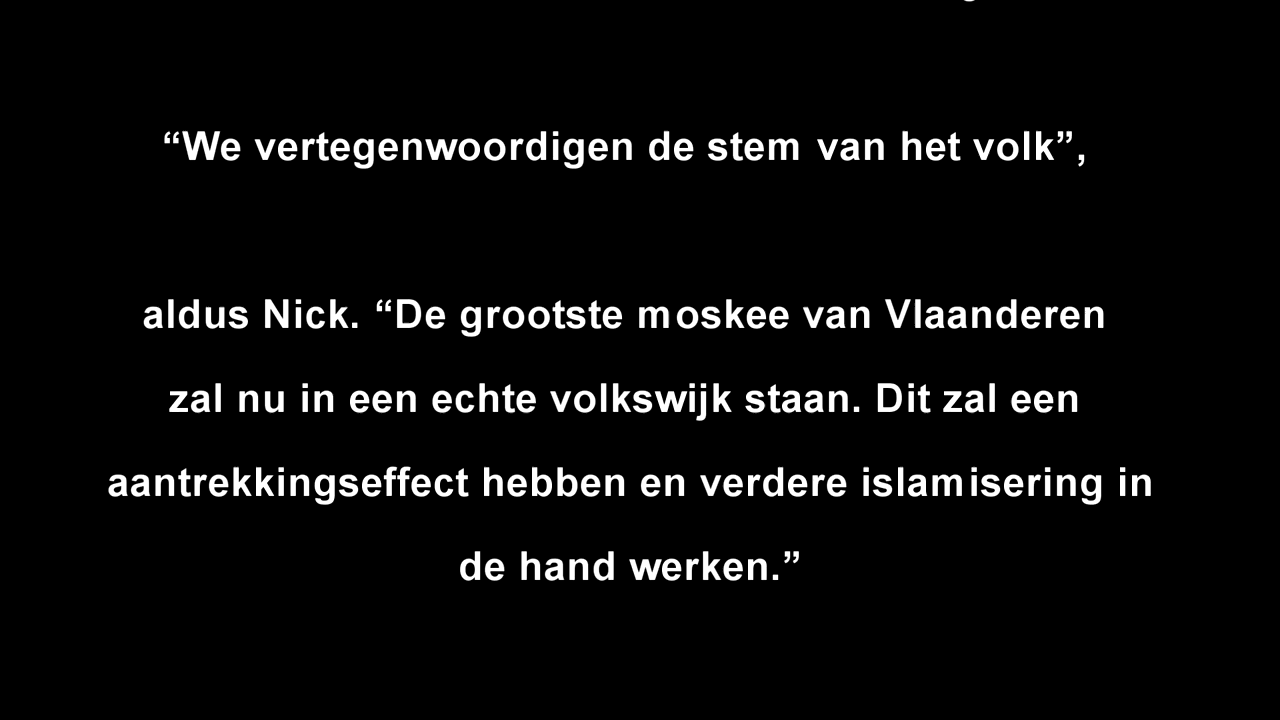 “We vertegenwoordigen de stem van het volk”,
aldus Nick. “De grootste moskee van Vlaanderen
zal nu in een echte volkswijk staan. Dit zal een
aantrekkingseffect hebben en verdere islamisering in
de hand werken.”